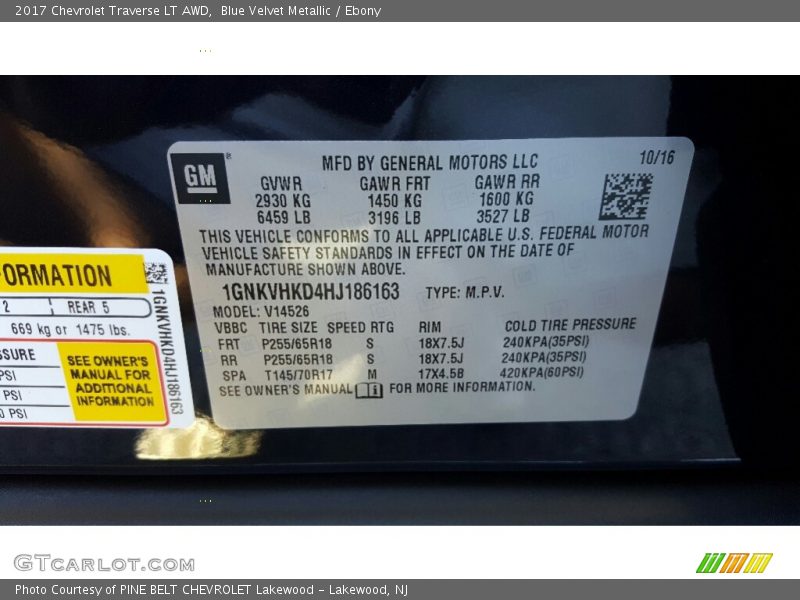 2017 Chevrolet Traverse LT AWD,  Blue Velvet Metallic / Ebony
GM
MFD BY GENERAL MOTORS LLC
10/16
GVWR GAWR FRT GAWR RR
2930 KG 1450 KG 1600 KG
6459 LB 3196 LB 3527 LB
THIS VEHICLE CONFORMS TO ALL APPLICABLE U.S. FEDERAL MOTOR
VEHICLE SAFETY STANDARDS IN EFFECT ON THE DATE OF
MANUFACTURE SHOWN ABOVE.
1GNKVHKD4HJ186163 TYPE: M.P.V.
MODEL: V14526
VBBC TIRE SIZE SPEED RTG RIM COLD TIRE PRESSURE
FRT P255/65R18 S 18X7.5J 240KPA(35PSI)
RR P255/65R18 S 18X7.5J 240KPA(35PSI)
SPA T145/70R17 M 17X4.5B 420KPA(60PSI)
SEE OWNER'S MANUAL FOR MORE INFORMATION.
ORMATION
2 REAR 5
669 kg or 1475 lbs.
SSURE
PSI
PSI
0 PSI
SEE OWNER'S
MANUAL FOR
ADDITIONAL
INFORMATION
1GNKVHKD4HJ186163
GTCARLOT.COM
Photo Courtesy of PINE BELT CHEVROLET Lakewood - Lakewood, NJ